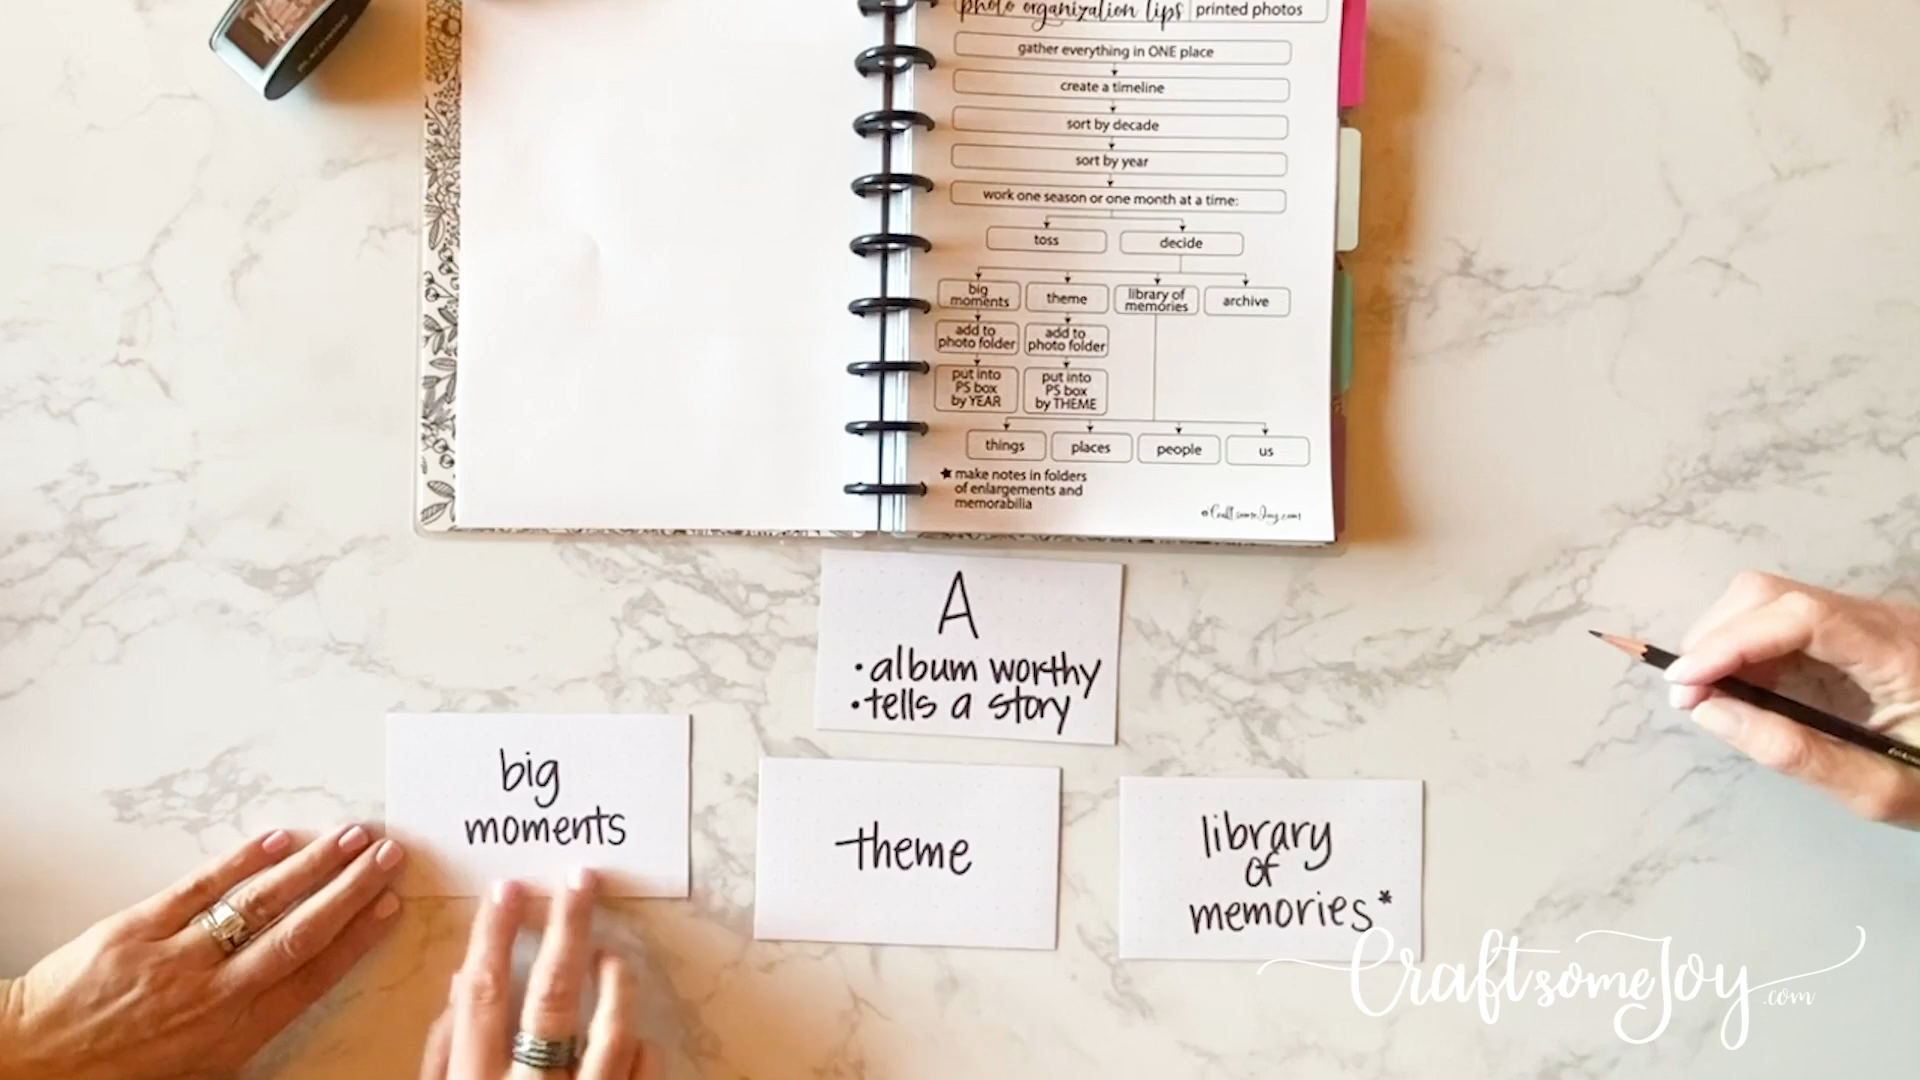 photo organization tips | printed photos
gather everything in ONE place
create a timeline
sort by decade
sort by year
work one season or one month at a time:
toss
decide
big
moments
theme
library of
memories
archive
add to
photo folder
add to
photo folder
put into
PS box
by YEAR
put into
PS box
by THEME
things
places
people
us
★ make notes in folders
of enlargements and
memorabilia
©CraftsomeJoy.com
A
• album worthy
• tells a story
big
moments
theme
library
of
memories*
CraftsomeJoy.com